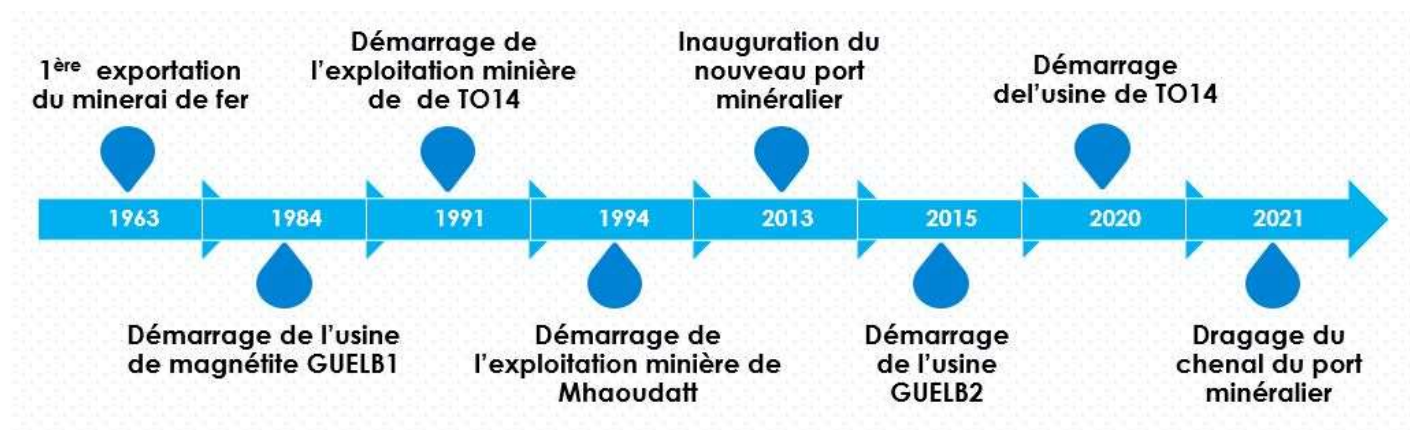 1ère exportation
du minerai de fer
Démarrage de
l'exploitation minière
de de TO14
Inauguration du
nouveau port
minéralier
Démarrage
del'usine de TO14
1963 1984 1991 1994 2013 2015 2020 2021
Démarrage de l'usine
de magnétite GUELB1
Démarrage de
l'exploitation minière de
Mhaoudatt
Démarrage
de l'usine
GUELB2
Dragage du
chenal du port
minéralier